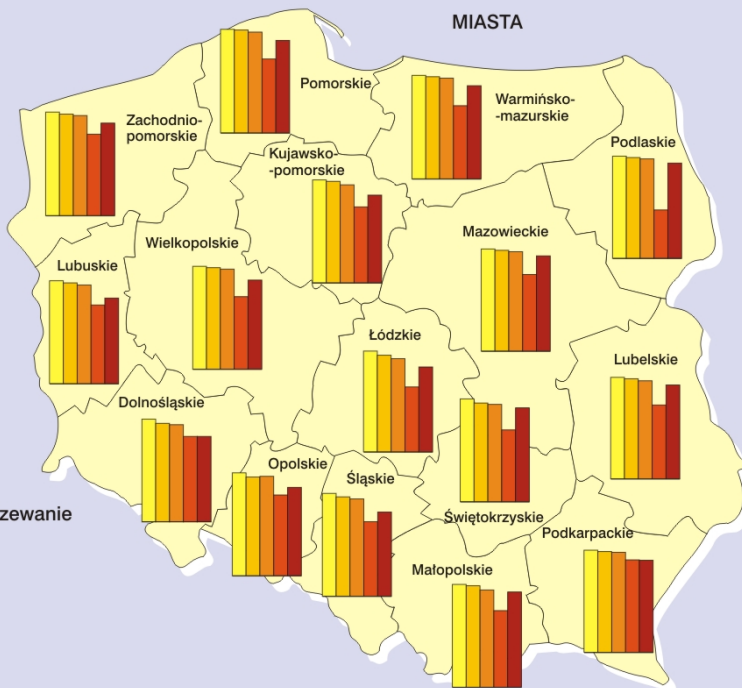 MIASTA
Pomorskie
Warmińsko-
-mazurskie
Zachodnio-
pomorskie
Podlaskie
Kujawsko-
-pomorskie
Mazowieckie
Wielkopolskie
Lubuskie
Łódzkie
Lubelskie
Dolnośląskie
Opolskie
Śląskie
zewanie
Świętokrzyskie
Podkarpackie
Małopolskie